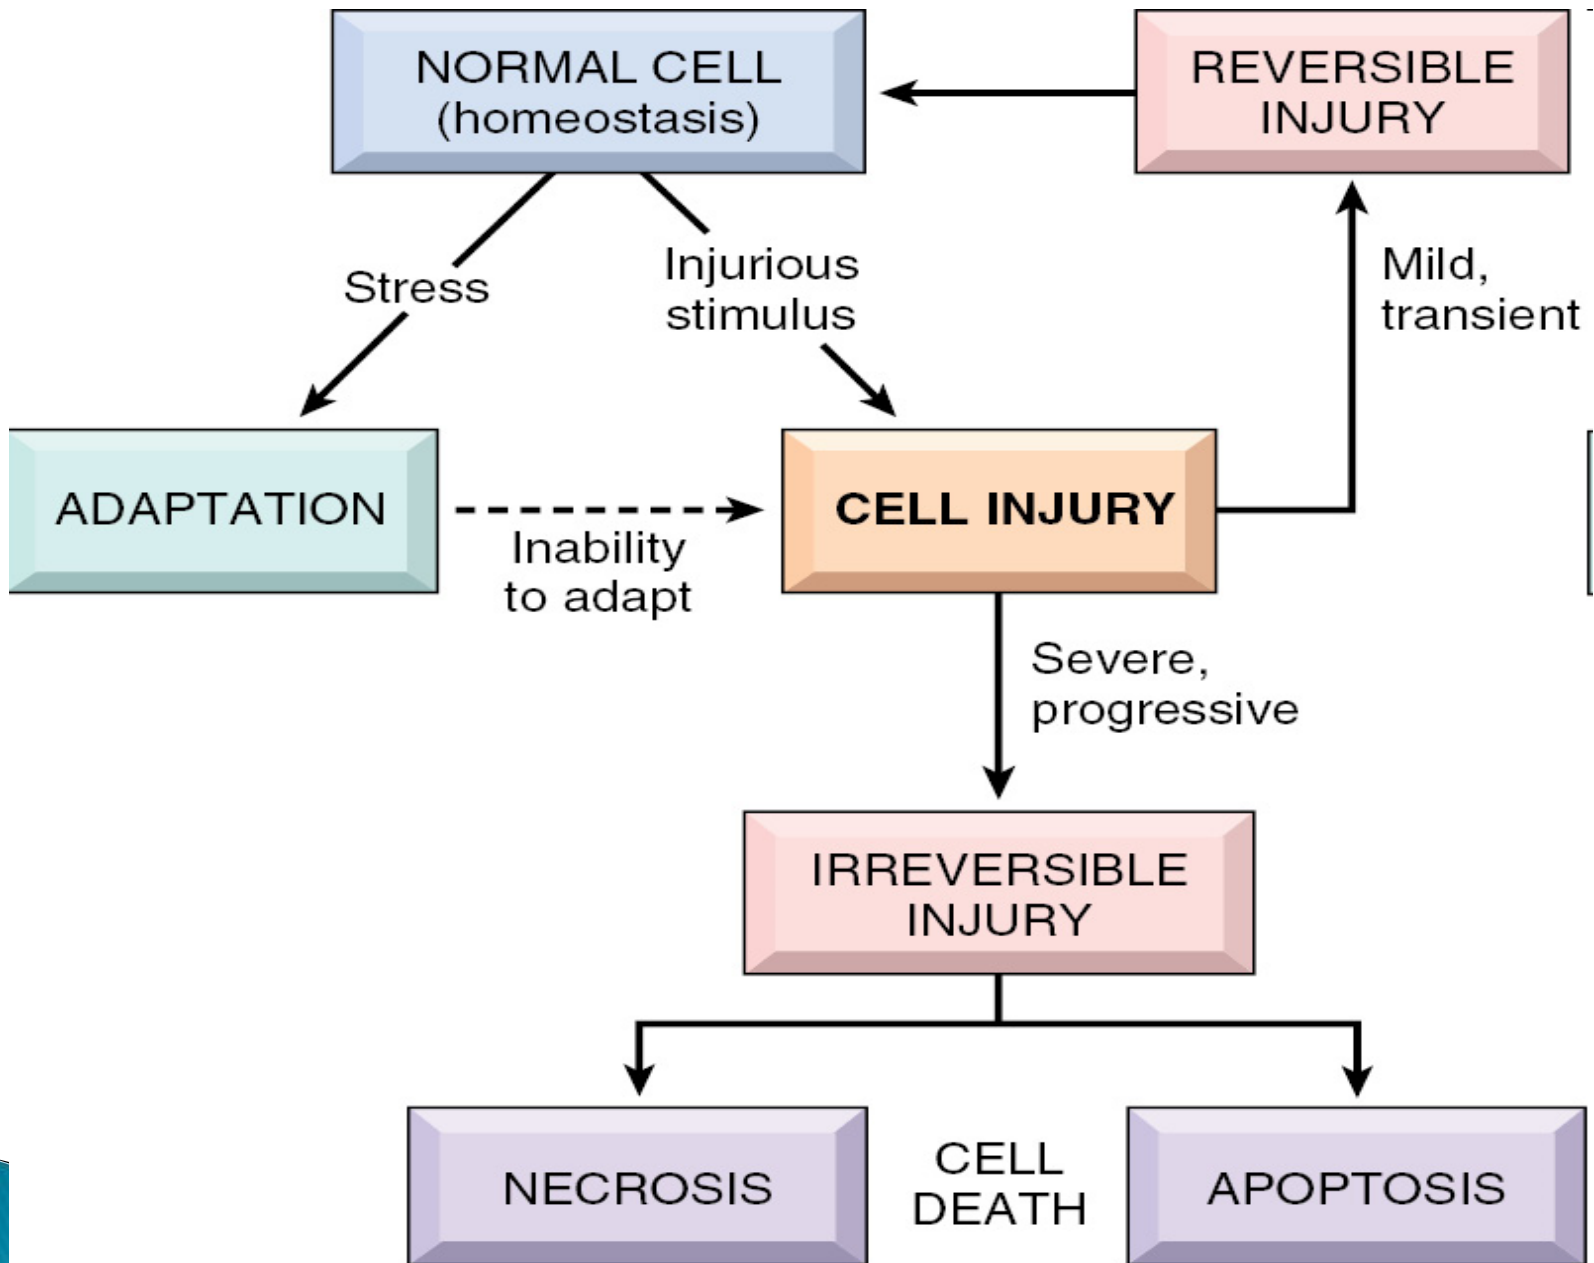 NORMAL CELL
(homeostasis)
REVERSIBLE
INJURY
Stress
Injurious
stimulus
Mild,
transient
ADAPTATION
Inability
to adapt
CELL INJURY
Severe,
progressive
IRREVERSIBLE
INJURY
NECROSIS
CELL
DEATH
APOPTOSIS